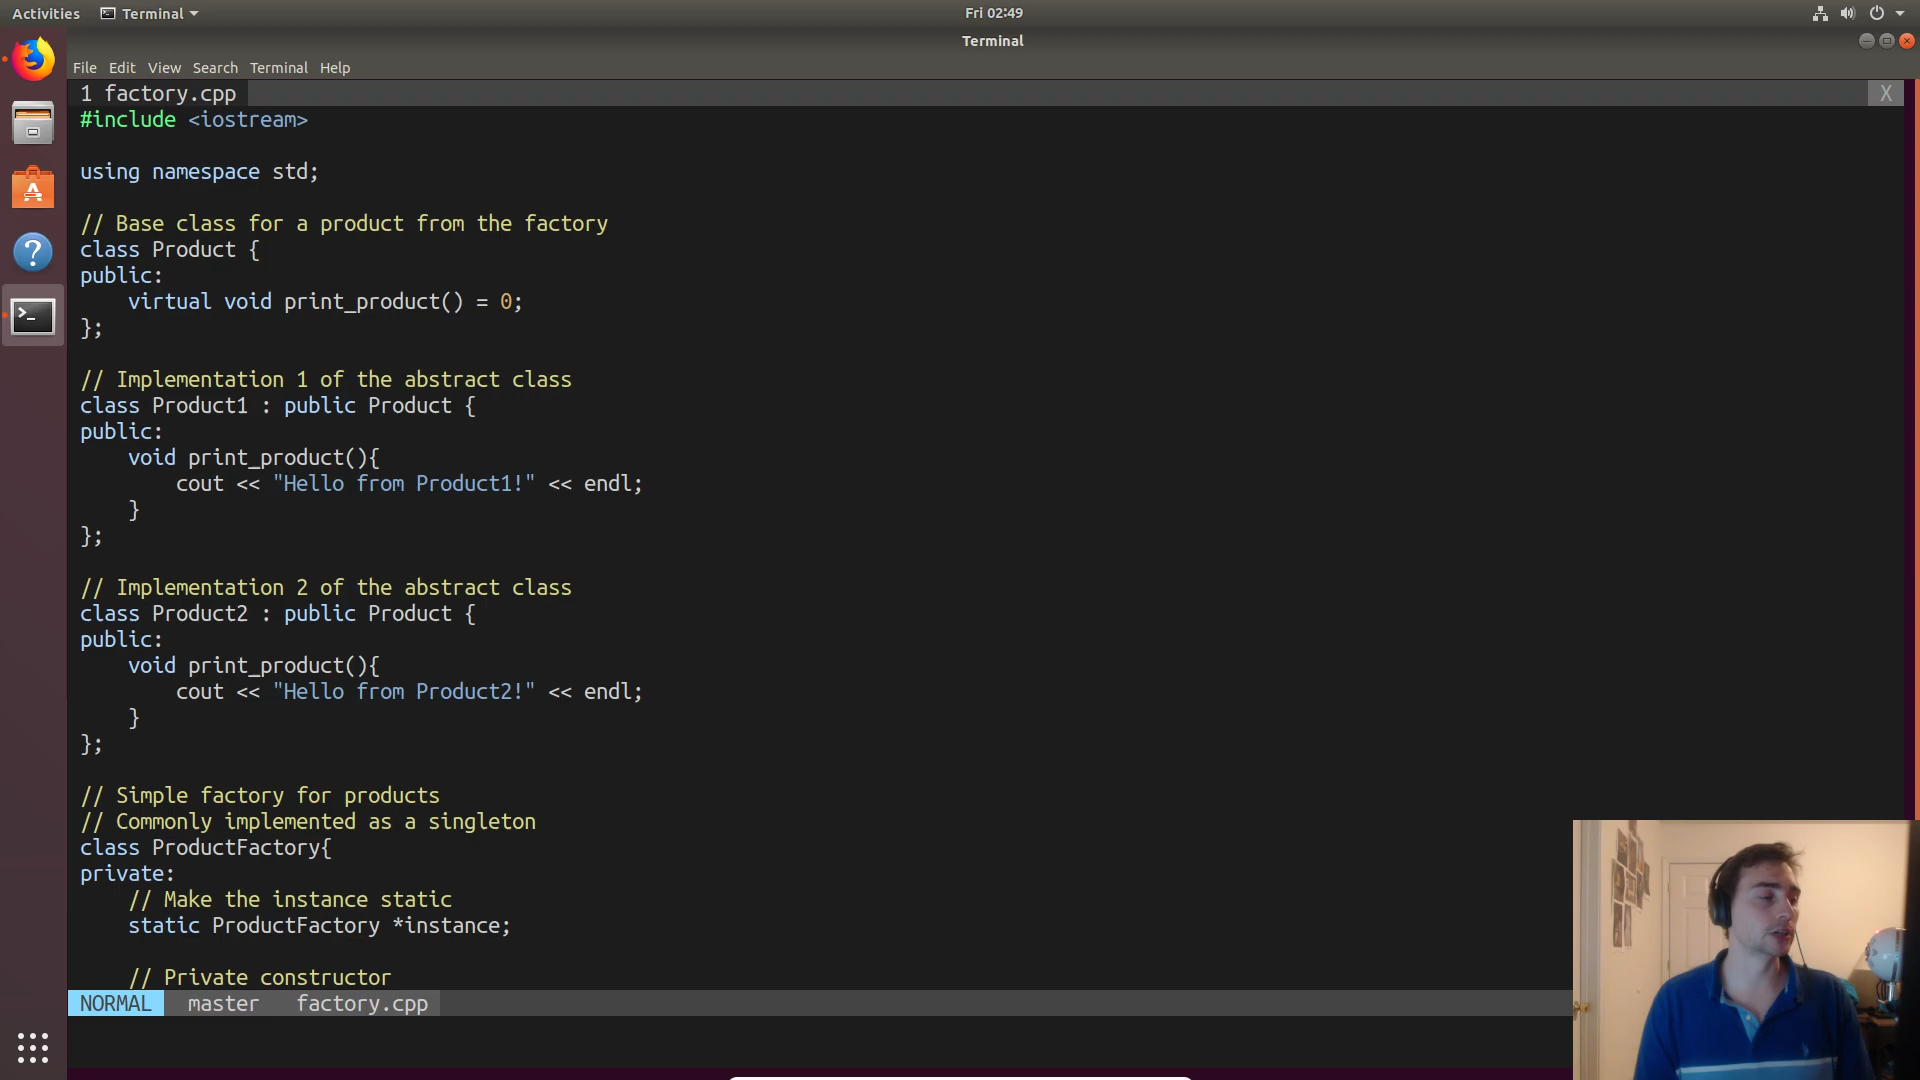 Activities Terminal Fri 02:49
Terminal
File Edit View Search Terminal Help
1 factory.cpp X
#include <iostream>
using namespace std;
// Base class for a product from the factory
class Product {
public:
virtual void print_product() = 0;
};
// Implementation 1 of the abstract class
class Product1 : public Product {
public:
void print_product(){
cout << "Hello from Product1!" << endl;
}
};
// Implementation 2 of the abstract class
class Product2 : public Product {
public:
void print_product(){
cout << "Hello from Product2!" << endl;
}
};
// Simple factory for products
// Commonly implemented as a singleton
class ProductFactory{
private:
// Make the instance static
static ProductFactory *instance;
// Private constructor
NORMAL master factory.cpp